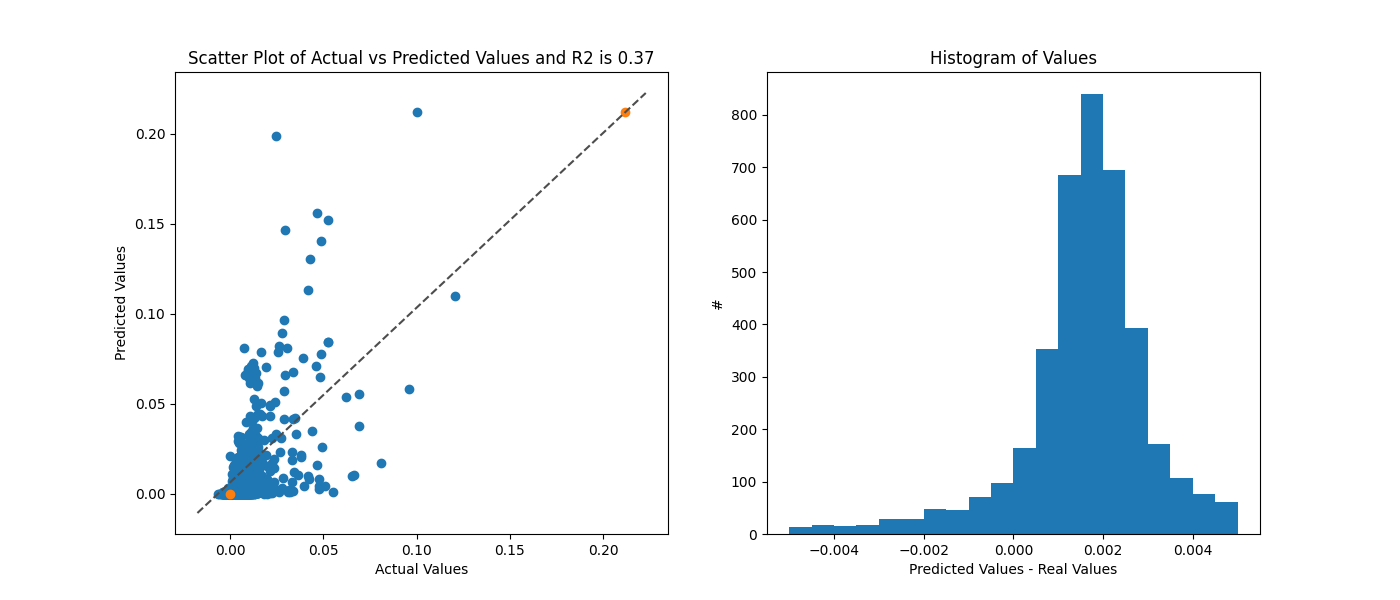 Scatter Plot of Actual vs Predicted Values and R2 is 0.37
0.20
0.15
0.10
0.05
0.00
Predicted Values
0.00 0.05 0.10 0.15 0.20
Actual Values
Histogram of Values
800
700
600
500
400
300
200
100
0
#
−0.004 −0.002 0.000 0.002 0.004
Predicted Values - Real Values